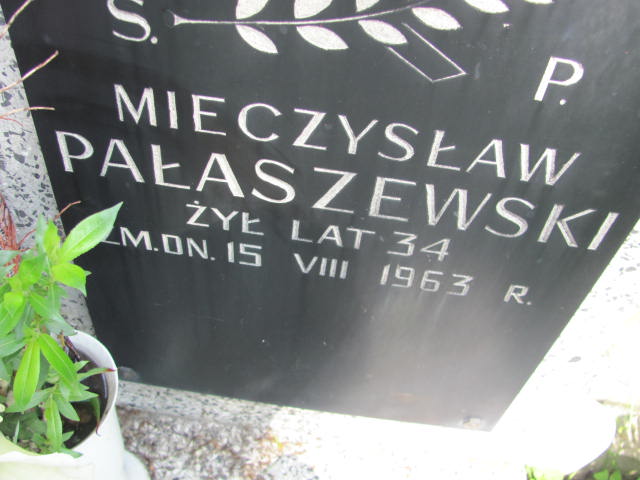 Ś. P.
MIECZYSŁAW
PAŁASZEWSKI
ŻYŁ LAT 34
ZM. DN. 15 VIII 1963 R.